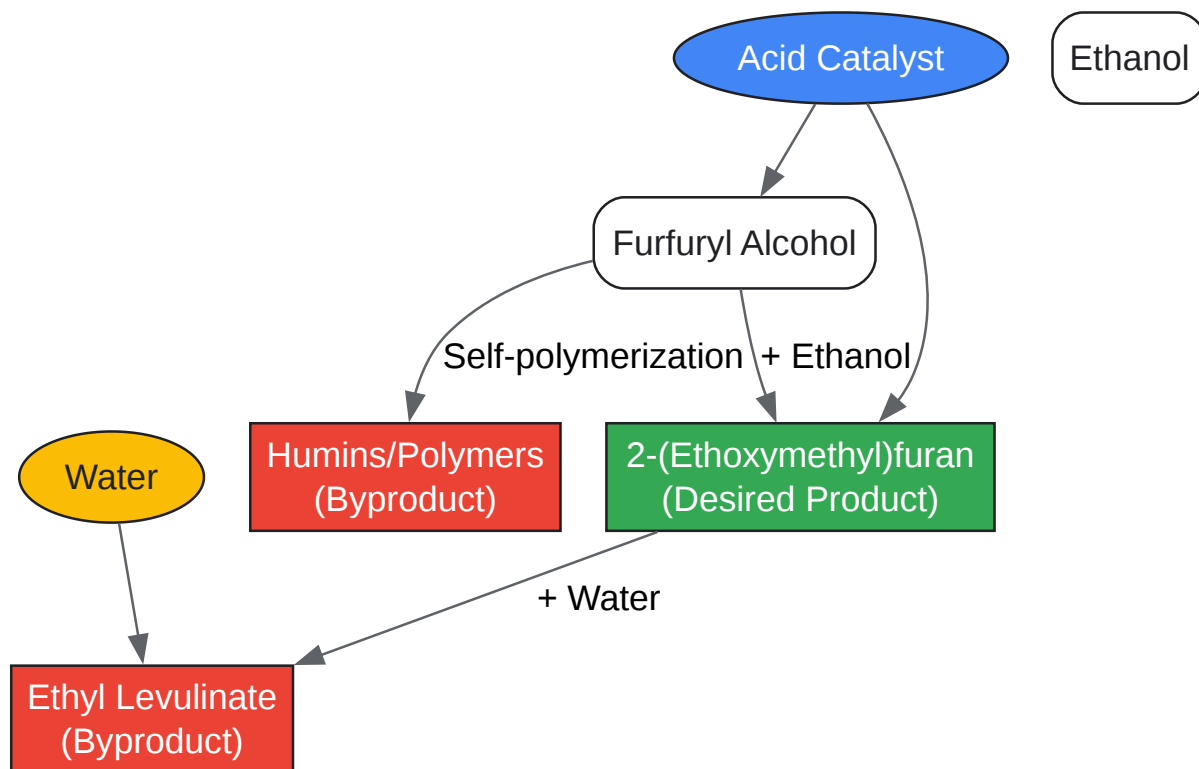 Acid Catalyst
Ethanol
Furfuryl Alcohol
Self-polymerization
+ Ethanol
Humins/Polymers
(Byproduct)
2-(Ethoxymethyl)furan
(Desired Product)
Water
+ Water
Ethyl Levulinate
(Byproduct)